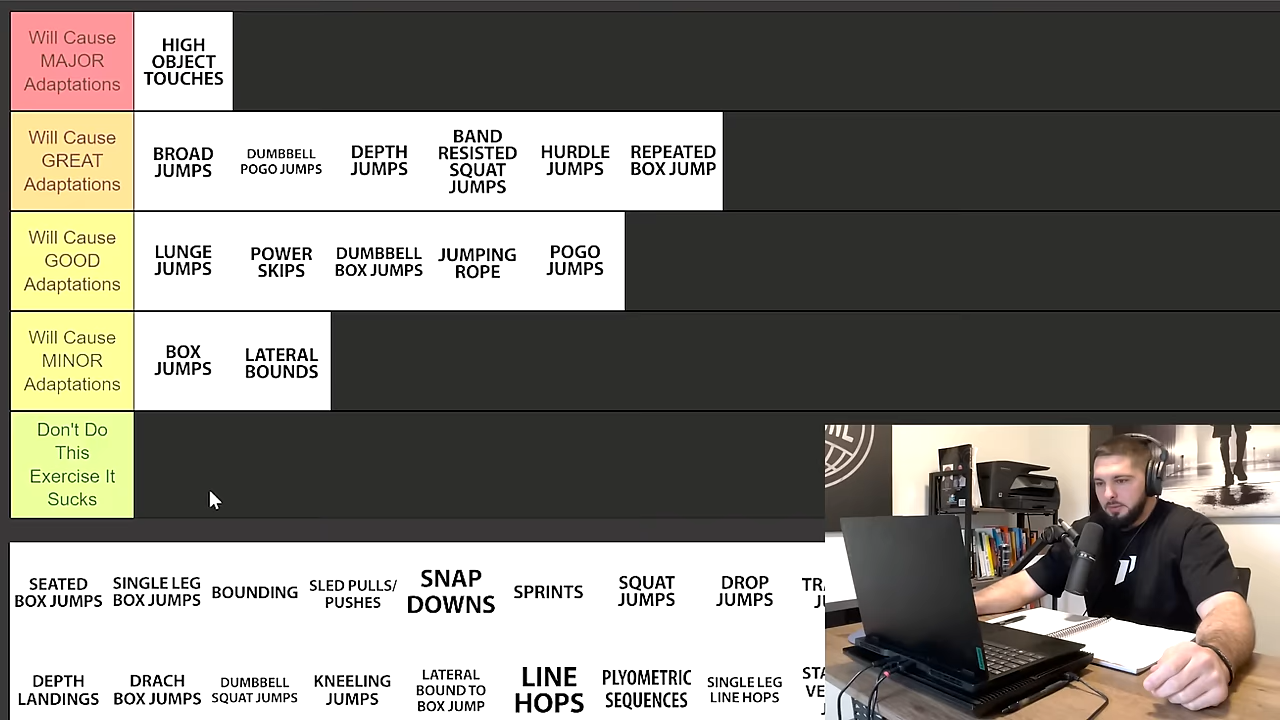 Will Cause
MAJOR
Adaptations
HIGH
OBJECT
TOUCHES
Will Cause
GREAT
Adaptations
BROAD
JUMPS
DUMBBELL
POGO JUMPS
DEPTH
JUMPS
BAND
RESISTED
SQUAT
JUMPS
HURDLE
JUMPS
REPEATED
BOX JUMP
Will Cause
GOOD
Adaptations
LUNGE
JUMPS
POWER
SKIPS
DUMBBELL
BOX JUMPS
JUMPING
ROPE
POGO
JUMPS
Will Cause
MINOR
Adaptations
BOX
JUMPS
LATERAL
BOUNDS
Don't Do
This
Exercise It
Sucks
SEATED
BOX JUMPS
SINGLE LEG
BOX JUMPS
BOUNDING
SLED PULLS/
PUSHES
SNAP
DOWNS
SPRINTS
SQUAT
JUMPS
DROP
JUMPS
DEPTH
LANDINGS
DRACH
BOX JUMPS
DUMBBELL
SQUAT JUMPS
KNEELING
JUMPS
LATERAL
BOUND TO
BOX JUMP
LINE
HOPS
PLYOMETRIC
SEQUENCES
SINGLE LEG
LINE HOPS